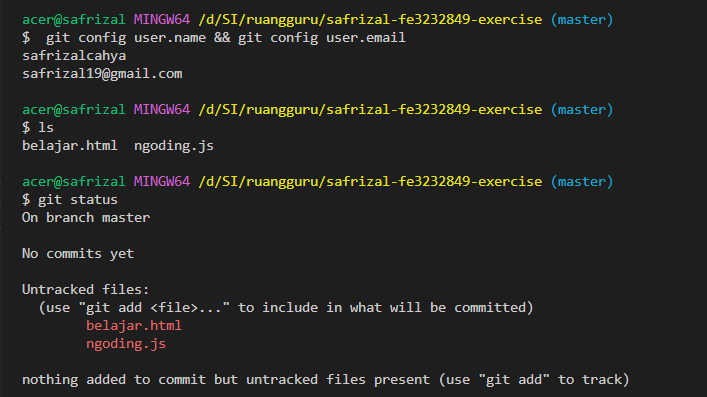 acer@safrizal MINGW64 /d/SI/ruangguru/safrizal-fe3232849-exercise (master)
$  git config user.name && git config user.email
safrizalcahya
safrizal19@gmail.com
acer@safrizal MINGW64 /d/SI/ruangguru/safrizal-fe3232849-exercise (master)
$ ls
belajar.html  ngoding.js
acer@safrizal MINGW64 /d/SI/ruangguru/safrizal-fe3232849-exercise (master)
$ git status
On branch master
No commits yet
Untracked files:
  (use "git add <file>..." to include in what will be committed)
        belajar.html
        ngoding.js
nothing added to commit but untracked files present (use "git add" to track)